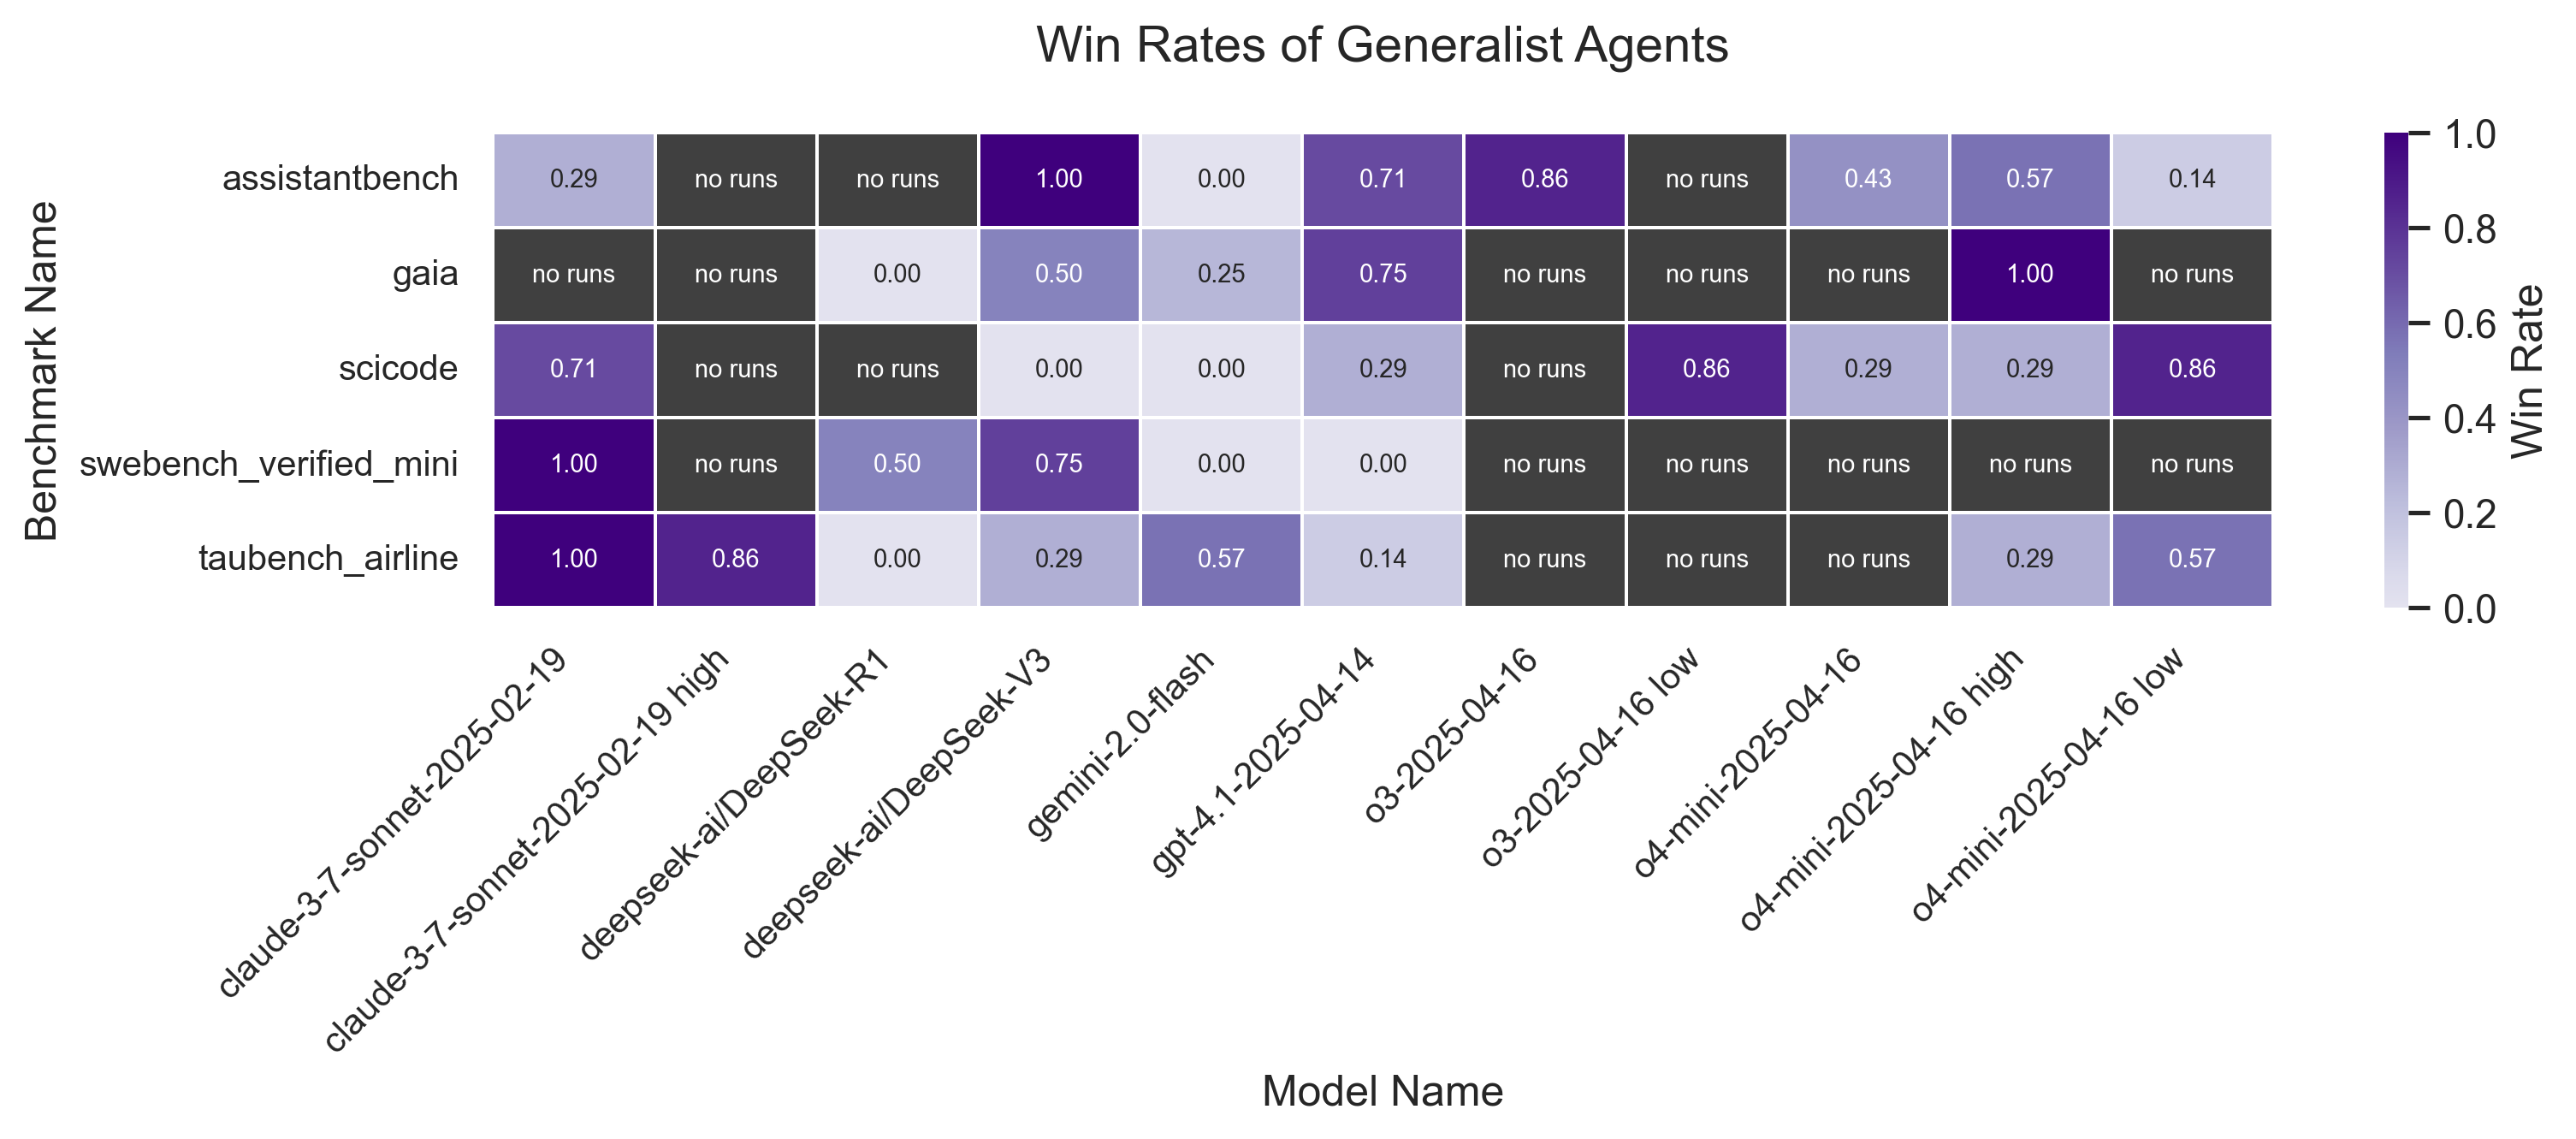 Win Rates of Generalist Agents
Benchmark Name
assistantbench 0.29 no runs no runs 1.00 0.00 0.71 0.86 no runs 0.43 0.57 0.14
gaia no runs no runs 0.00 0.50 0.25 0.75 no runs no runs no runs 1.00 no runs
scicode 0.71 no runs no runs 0.00 0.00 0.29 no runs 0.86 0.29 0.29 0.86
swebench_verified_mini 1.00 no runs 0.50 0.75 0.00 0.00 no runs no runs no runs no runs no runs
taubench_airline 1.00 0.86 0.00 0.29 0.57 0.14 no runs no runs no runs 0.29 0.57
claude-3-7-sonnet-2025-02-19
claude-3-7-sonnet-2025-02-19 high
deepseek-ai/DeepSeek-R1
deepseek-ai/DeepSeek-V3
gemini-2.0-flash
gpt-4.1-2025-04-14
o3-2025-04-16
o3-2025-04-16 low
o4-mini-2025-04-16
o4-mini-2025-04-16 high
o4-mini-2025-04-16 low
Model Name
1.0
0.8
0.6
0.4
0.2
0.0
Win Rate